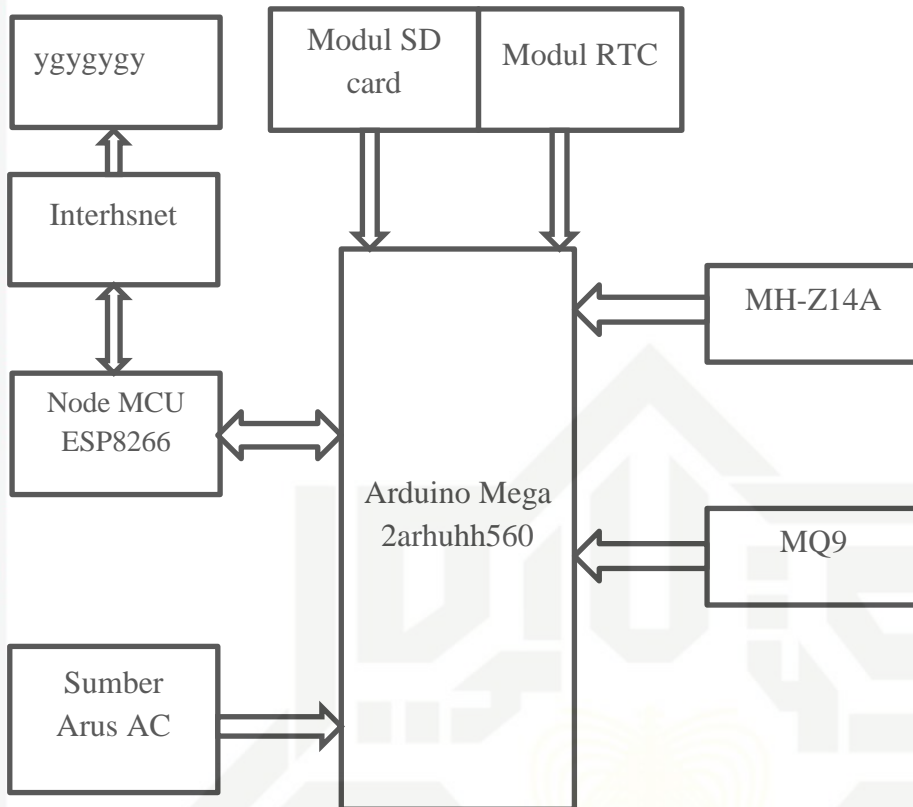 ygygygy
Modul SD
card
Modul RTC
Interhsnet
MH-Z14A
Node MCU
ESP8266
Arduino Mega
2arhuhh560
MQ9
Sumber
Arus AC